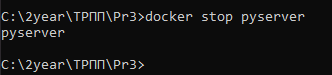 C:\2year\ТРПП\Pr3>docker stop pyserver
pyserver
C:\2year\ТРПП\Pr3>